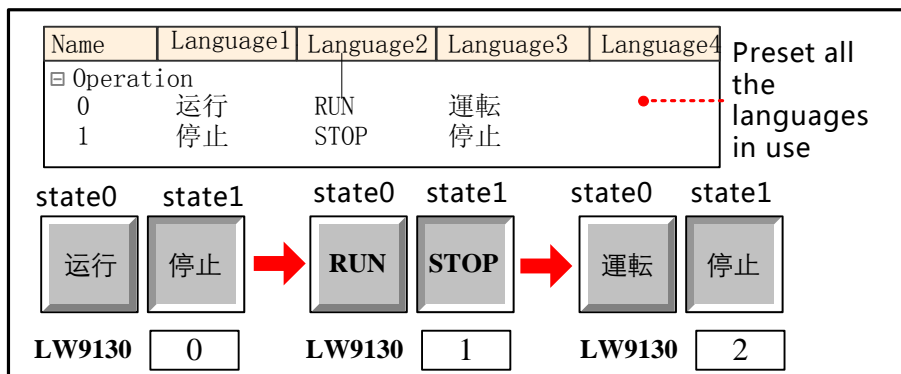 Name Language1 Language2 Language3 Language4
Operation
0 运行 RUN 運転
1 停止 STOP 停止
Preset all
the
languages
in use
state0 state1 state0 state1 state0 state1
运行 停止 RUN STOP 運転 停止
LW9130 0 LW9130 1 LW9130 2